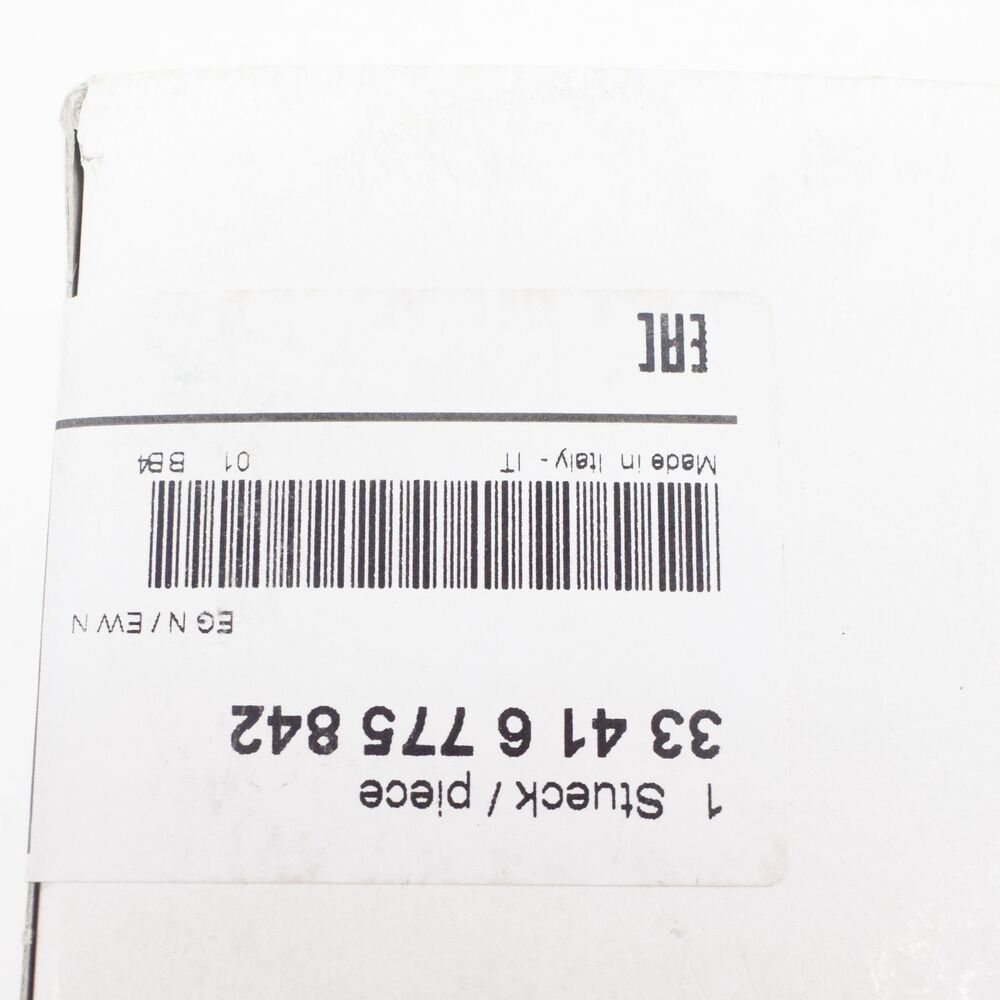 1 Stueck / piece
33 41 6 775 842
EG N / EW N
Made in Italy - IT 01 BB4
EAC